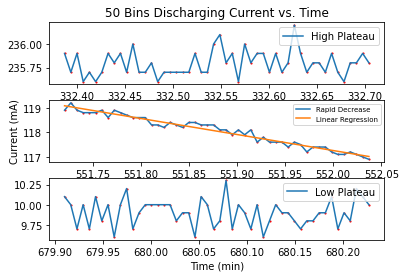 50 Bins Discharging Current vs. Time
236.00
235.75
High Plateau
332.40 332.45 332.50 332.55 332.60 332.65 332.70
Current (mA)
119
118
117
Rapid Decrease
Linear Regression
551.75 551.80 551.85 551.90 551.95 552.00 552.05
10.25
10.00
9.75
Low Plateau
679.90 679.95 680.00 680.05 680.10 680.15 680.20
Time (min)